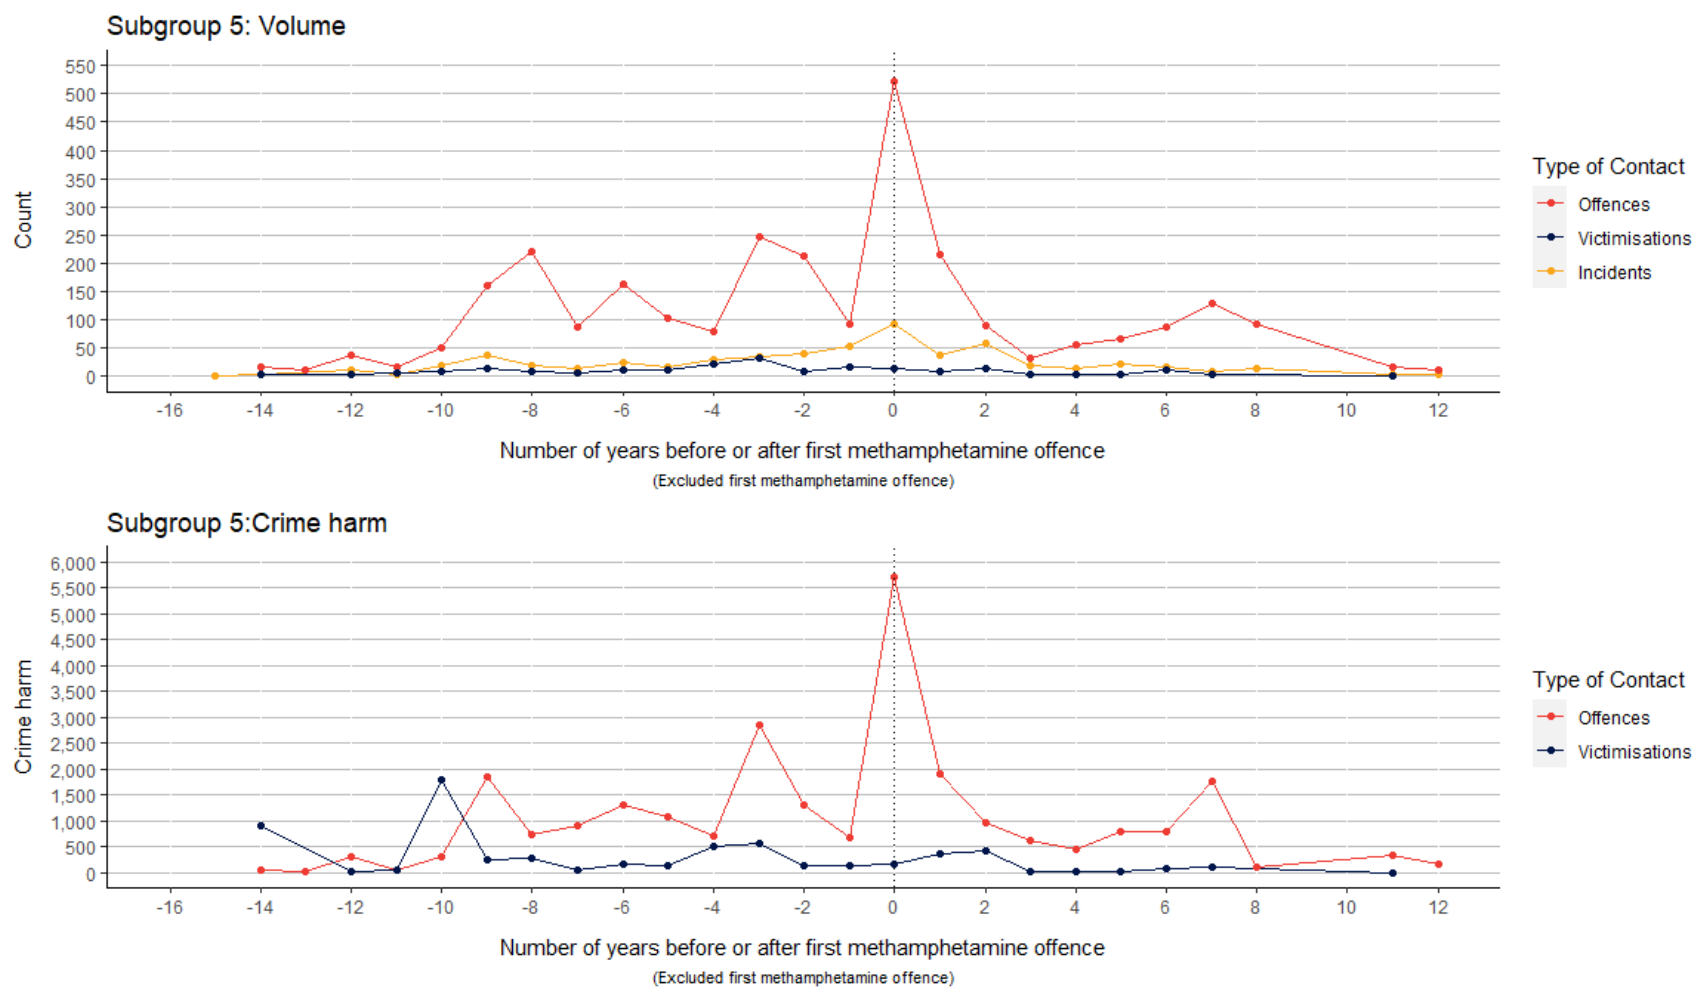 Subgroup 5: Volume
550
500
450
400
350
300
250
200
150
100
50
0
Count
-16 -14 -12 -10 -8 -6 -4 -2 0 2 4 6 8 10 12
Number of years before or after first methamphetamine offence
(Excluded first methamphetamine offence)
Type of Contact
Offences
Victimisations
Incidents
Subgroup 5:Crime harm
6,000
5,500
5,000
4,500
4,000
3,500
3,000
2,500
2,000
1,500
1,000
500
0
Crime harm
-16 -14 -12 -10 -8 -6 -4 -2 0 2 4 6 8 10 12
Number of years before or after first methamphetamine offence
(Excluded first methamphetamine offence)
Type of Contact
Offences
Victimisations